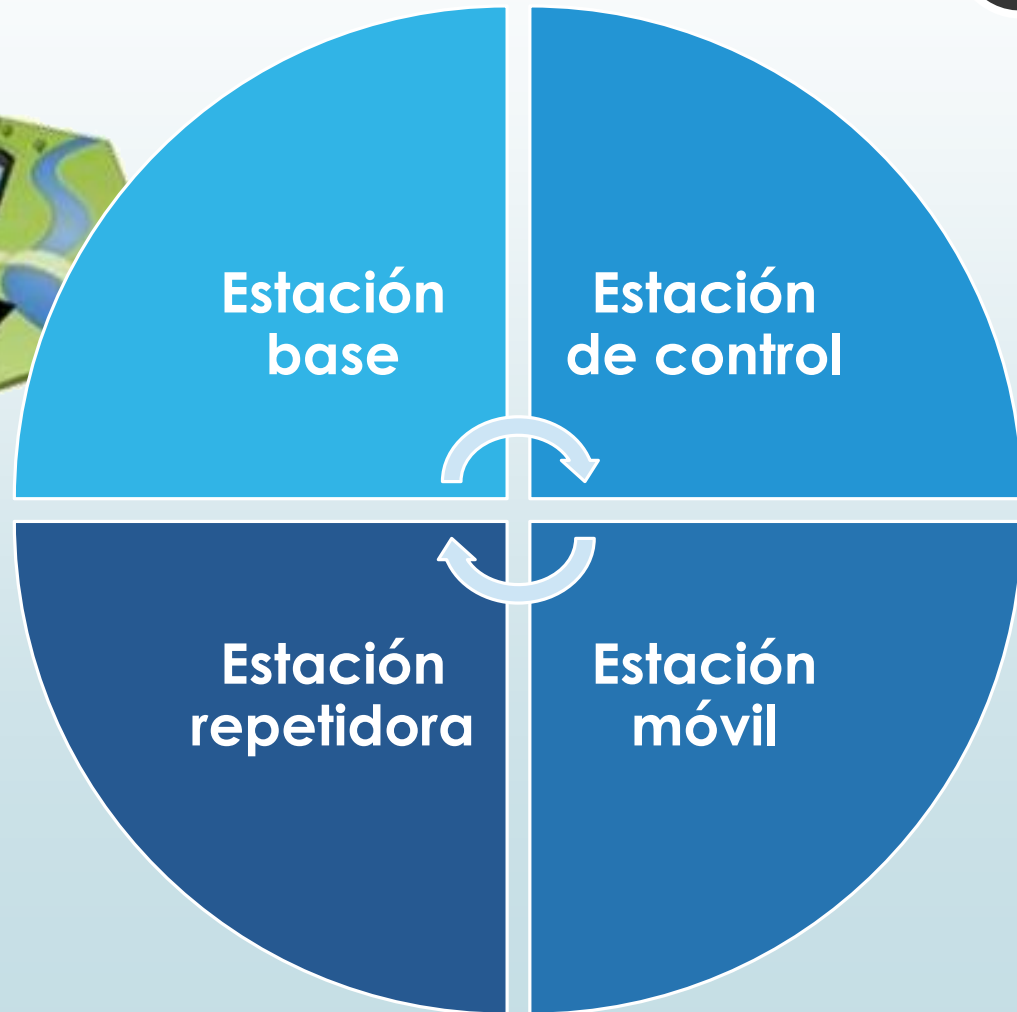 Estación
base
Estación
de control
Estación
repetidora
Estación
móvil